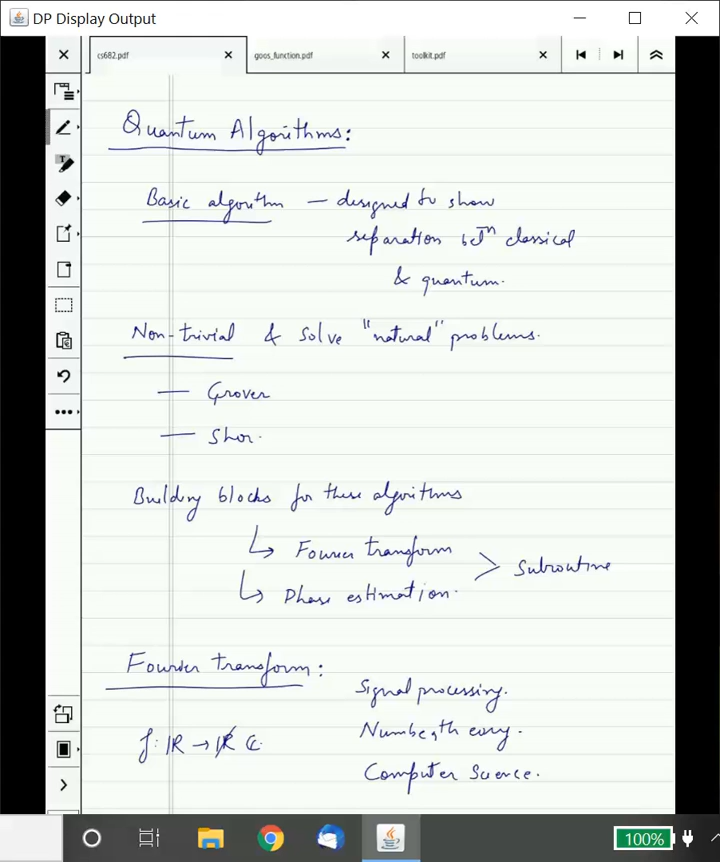 DP Display Output
cs682.pdf
goos_function.pdf
toolkit.pdf
Quantum Algorithms:
Basic algorithm — designed to show
separation betn classical
& quantum.
Non-trivial & solve "natural" problems.
— Grover
— Shor.
Building blocks for these algorithms
↳ Fourier transform
↳ Phase estimation.
> Subroutine
Fourier transform:
Signal processing.
Number theory.
f: ℝ → ℝ ℂ.
Computer Science.
100%